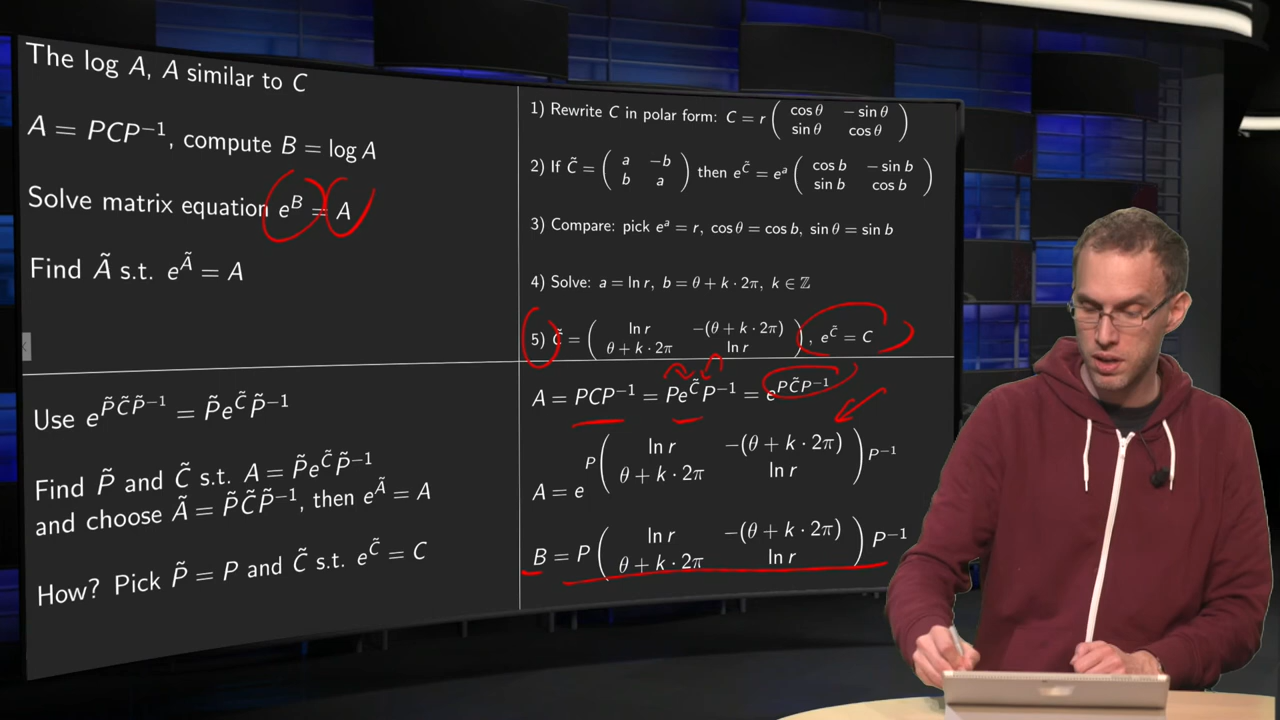 The log A, A similar to C
A = PCP⁻¹, compute B = log A
Solve matrix equation e^B = A
Find Ã s.t. e^Ã = A
Use e^{P̃C̃P̃⁻¹} = P̃e^{C̃}P̃⁻¹
Find P̃ and C̃ s.t. A = P̃e^{C̃}P̃⁻¹
and choose Ã = P̃C̃P̃⁻¹, then e^Ã = A
How? Pick P̃ = P and C̃ s.t. e^{C̃} = C
1) Rewrite C in polar form: C = r ( cos θ −sin θ
sin θ cos θ )
2) If C̃ = ( a −b
b a ) then e^{C̃} = e^a ( cos b −sin b
sin b cos b )
3) Compare: pick e^a = r, cos θ = cos b, sin θ = sin b
4) Solve: a = ln r, b = θ + k · 2π, k ∈ ℤ
5) C̃ = ( ln r −(θ + k · 2π)
θ + k · 2π ln r ), e^{C̃} = C
A = PCP⁻¹ = Pe^{C̃}P⁻¹ = e^{PC̃P⁻¹}
A = e^ P ( ln r −(θ + k · 2π)
θ + k · 2π ln r ) P⁻¹
B = P ( ln r −(θ + k · 2π)
θ + k · 2π ln r ) P⁻¹